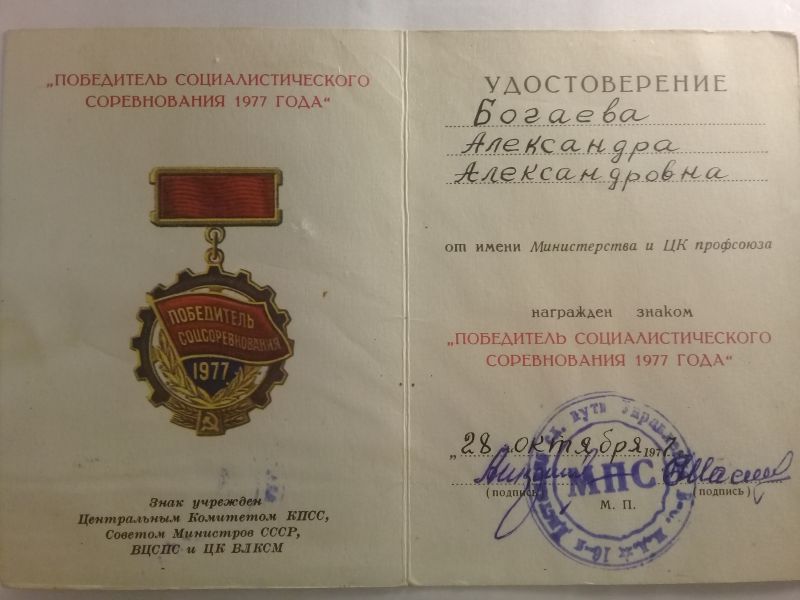 „ПОБЕДИТЕЛЬ СОЦИАЛИСТИЧЕСКОГО
СОРЕВНОВАНИЯ 1977 ГОДА“
ПОБЕДИТЕЛЬ
СОЦСОРЕВНОВАНИЯ
1977
Знак учрежден
Центральным Комитетом КПСС,
Советом Министров СССР,
ВЦСПС и ЦК ВЛКСМ
УДОСТОВЕРЕНИЕ
Богаева
Александра
Александровна
от имени Министерства и ЦК профсоюза
награжден знаком
„ПОБЕДИТЕЛЬ СОЦИАЛИСТИЧЕСКОГО
СОРЕВНОВАНИЯ 1977 ГОДА“
„28 „ октября 197
(подпись) (подпись)
М. П.
МПС